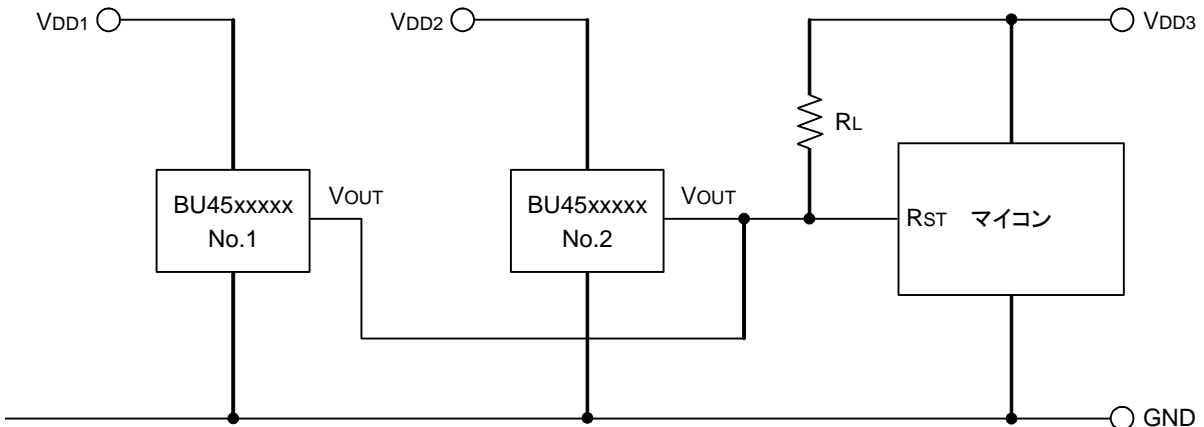 VDD1
VDD2
VDD3
RL
BU45xxxxx
No.1
VOUT
BU45xxxxx
No.2
VOUT
RST マイコン
GND